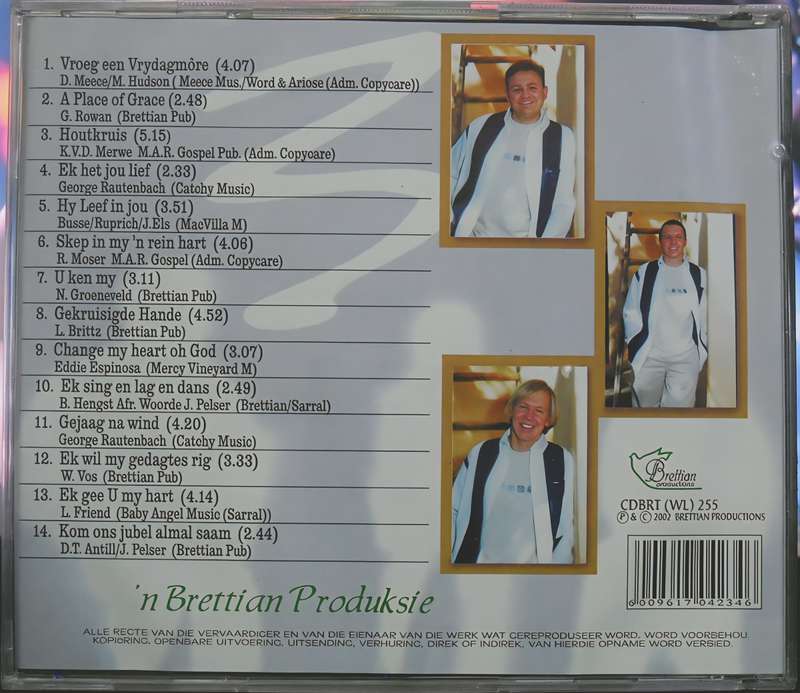 1. Vroeg een Vrydagmôre (4.07)
D. Meece/M. Hudson ( Meece Mus./Word & Ariose (Adm. Copycare))
2. A Place of Grace (2.48)
G. Rowan (Brettian Pub)
3. Houtkruis (5.15)
K.V.D. Merwe M.A.R. Gospel Pub. (Adm. Copycare)
4. Ek het jou lief (2.33)
George Rautenbach (Catchy Music)
5. Hy Leef in jou (3.51)
Busse/Ruprich/J.Els (MacVilla M)
6. Skep in my 'n rein hart (4.06)
R. Moser M.A.R. Gospel (Adm. Copycare)
7. U ken my (3.11)
N. Groeneveld (Brettian Pub)
8. Gekruisigde Hande (4.52)
L. Brittz (Brettian Pub)
9. Change my heart oh God (3.07)
Eddie Espinosa (Mercy Vineyard M)
10. Ek sing en lag en dans (2.49)
B. Hengst Afr. Woorde J. Pelser (Brettian/Sarral)
11. Gejaag na wind (4.20)
George Rautenbach (Catchy Music)
12. Ek wil my gedagtes rig (3.33)
W. Vos (Brettian Pub)
13. Ek gee U my hart (4.14)
L. Friend (Baby Angel Music (Sarral))
14. Kom ons jubel almal saam (2.44)
D.T. Antill/J. Pelser (Brettian Pub)
Brettian
productions
CDBRT (WL) 255
℗ & © 2002 BRETTIAN PRODUCTIONS
6009617042346
'n Brettian Produksie
ALLE RECTE VAN DIE VERVAARDIGER EN VAN DIE EIENAAR VAN DIE WERK WAT GEREPRODUSEER WORD, WORD VOORBEHOU
KOPIëRING, OPENBARE UITVOERING, UITSENDING, VERHURING, DIREK OF INDIREK, VAN HIERDIE OPNAME WORD VERBIED.